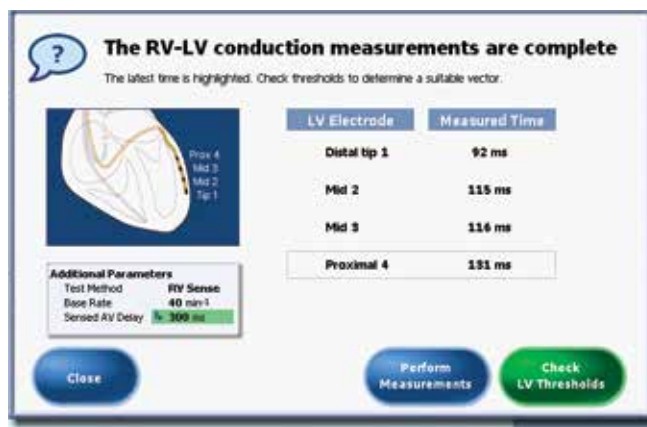 ?
The RV-LV conduction measurements are complete
The latest time is highlighted. Check thresholds to determine a suitable vector.
LV Electrode Measured Time
Distal tip 1 92 ms
Mid 2 115 ms
Mid 3 116 ms
Proximal 4 131 ms
Prox 4
Mid 3
Mid 2
Tip 1
Additional Parameters
Test Method RV Sense
Base Rate 40 min-1
Sensed AV Delay 300 ms
Close
Perform
Measurements
Check
LV Thresholds